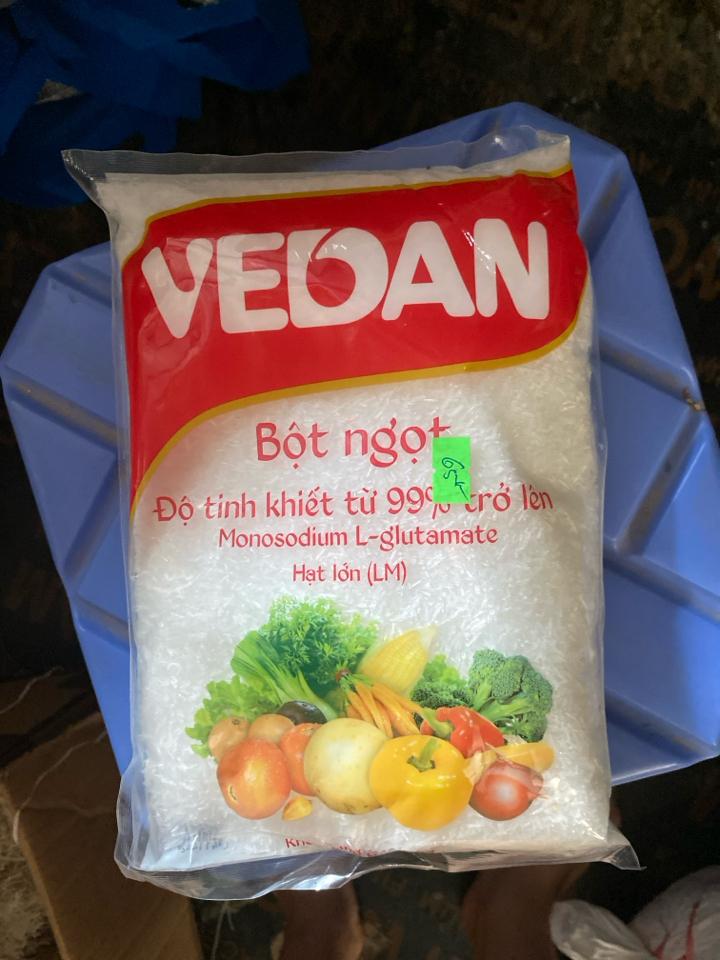 VEDAN
Bột ngọt
Độ tinh khiết từ 99% trở lên
Monosodium L-glutamate
Hạt lớn (LM)